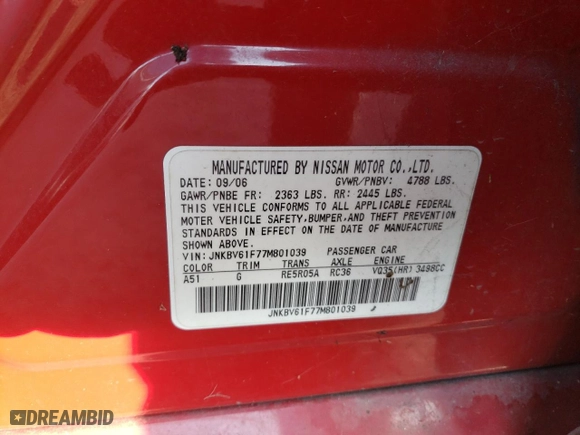 MANUFACTURED BY NISSAN MOTOR CO.,LTD.
DATE: 09/06 GVWR/PNBV: 4788 LBS.
GAWR/PNBE FR: 2363 LBS. RR: 2445 LBS.
THIS VEHICLE CONFORMS TO ALL APPLICABLE FEDERAL
MOTOR VEHICLE SAFETY,BUMPER,AND THEFT PREVENTION
STANDARDS IN EFFECT ON THE DATE OF MANUFACTURE
SHOWN ABOVE.
VIN: JNKBV61F77M801039 PASSENGER CAR
COLOR TRIM TRANS AXLE ENGINE
A51 G RE5R05A RC36 VQ35(HR) 3498CC
JNKBV61F77M801039
DREAMBID